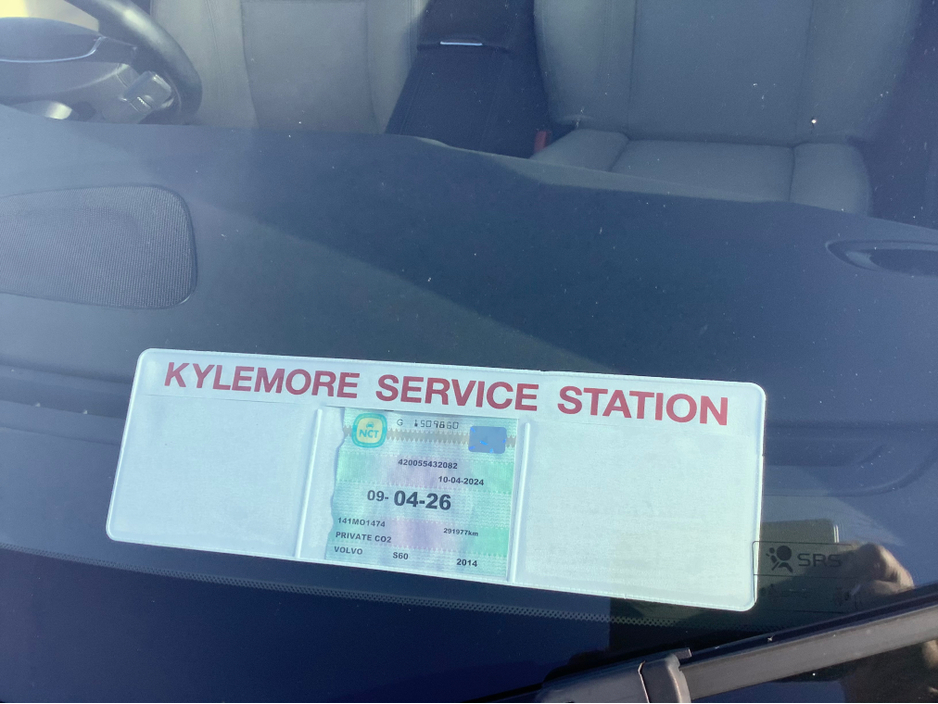 KYLEMORE SERVICE STATION
NCT
G 1509860
420055432082
10-04-2024
09-04-26
141MO1474
291977km
PRIVATE CO2
VOLVO S60 2014
SRS